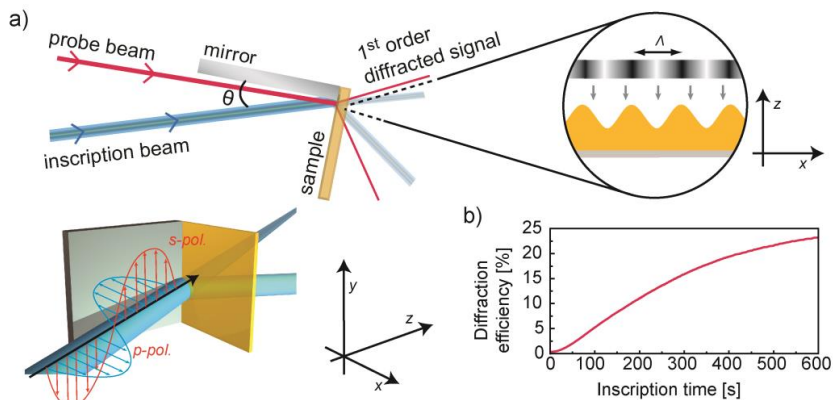 a)
probe beam
mirror
θ
inscription beam
sample
1st order
diffracted signal
Λ
z
x
s-pol.
p-pol.
y
z
x
b)
Diffraction
efficiency [%]
25
20
15
10
5
0
0 100 200 300 400 500 600
Inscription time [s]